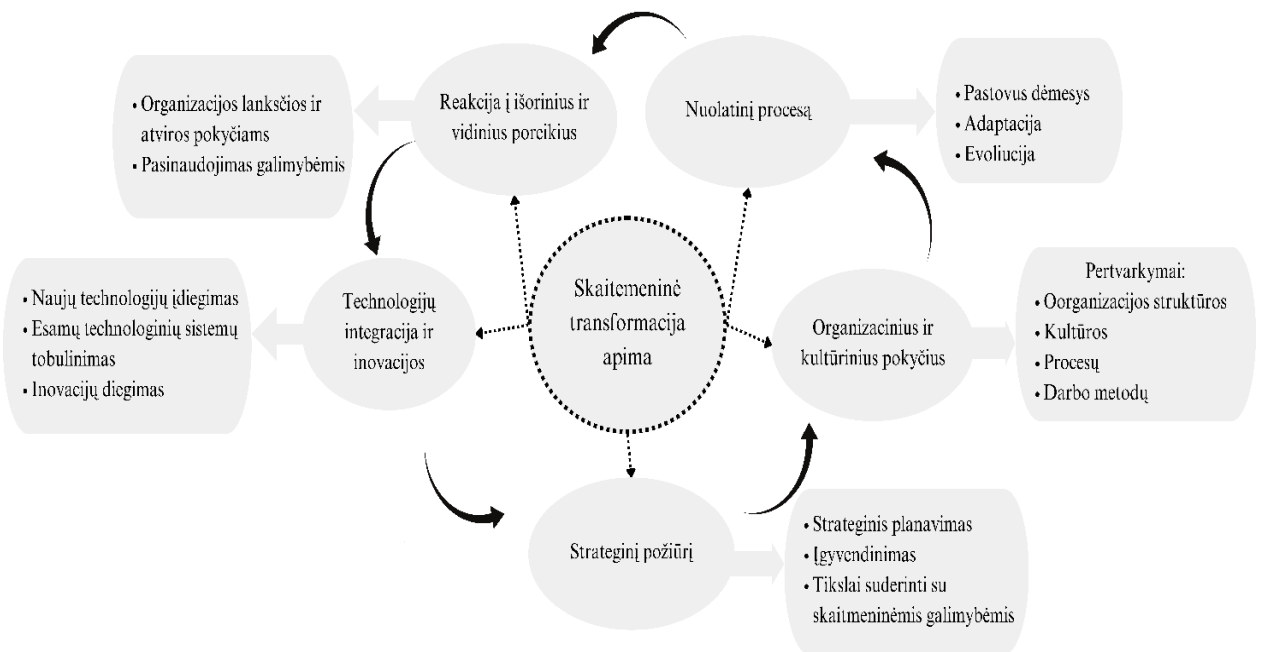 Reakcija į išorinius ir
vidinius porcikius
Nuolatinį procesą
• Organizacijos lanksčios ir
atviros pokyčiams
• Pasinaudojimas galimybėmis
• Pastovus dėmesys
• Adaptacija
• Evoliucija
Skaitemeninė
transformacija
apima
• Naujų technologijų įdiegimas
• Esamų technologinių sistemų
tobulinimas
• Inovacijų diegimas
Technologijų
integracija ir
inovacijos
Organizacinius ir
kultūrinius pokyčius
Pertvarkymai:
• Oorganizacijos struktūros
• Kultūros
• Procesų
• Darbo metodų
Strateginį požiūrį
• Strateginis planavimas
• Įgyvendinimas
• Tikslai suderinti su
skaitmeninėmis galimybėmis